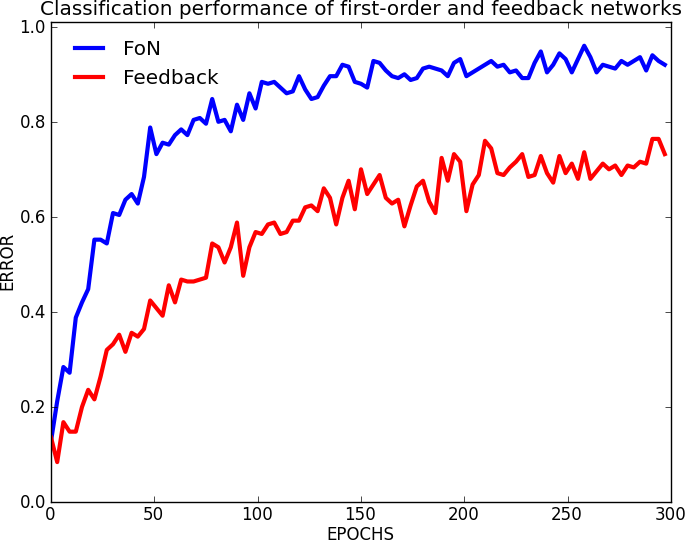 Classification performance of first-order and feedback networks
FoN
Feedback
ERROR
1.0
0.8
0.6
0.4
0.2
0.0
0 50 100 150 200 250 300
EPOCHS